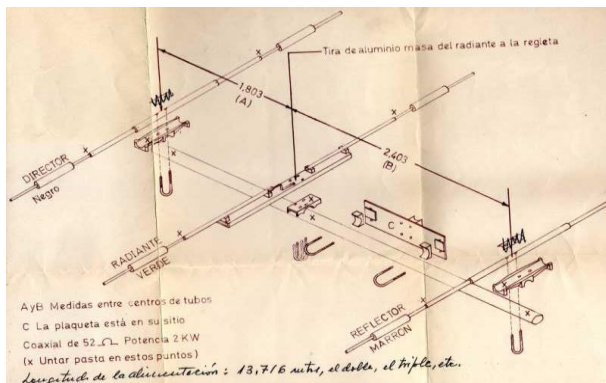 Tira de aluminio masa del radiante a la regleta
1,803
(A)
2,403
(B)
DIRECTOR
Negro
C
RADIANTE
VERDE
REFLECTOR
MARRON
A y B Medidas entre centros de tubos
C La plaqueta está en su sitio
Coaxial de 52 Ω Potencia 2 KW
(x Untar pasta en estos puntos)
Longitud de la alimentación: 13,716 mtrs, el doble, el triple, etc.